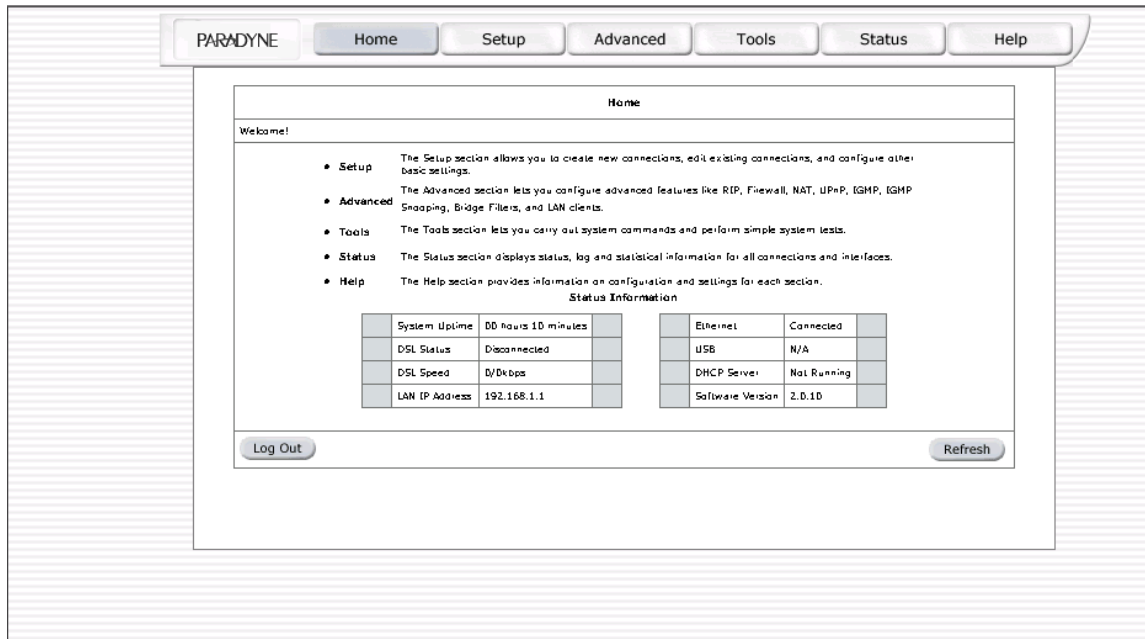 PARADYNE
Home
Setup
Advanced
Tools
Status
Help
Home
Welcome!
• Setup
The Setup section allows you to create new connections, edit existing connections, and configure other
basic settings.
• Advanced
The Advanced section lets you configure advanced features like RIP, Firewall, NAT, UPnP, IGMP, IGMP
Snooping, Bridge Filters, and LAN clients.
• Tools
The Tools section lets you carry out system commands and perform simple system tests.
• Status
The Status section displays status, log and statistical information for all connections and interfaces.
• Help
The Help section provides information on configuration and settings for each section.
Status Information
System Uptime 00 hours 10 minutes
DSL Status Disconnected
DSL Speed 0/0kbps
LAN IP Address 192.168.1.1
Ethernet Connected
USB N/A
DHCP Server Not Running
Software Version 2.0.10
Log Out
Refresh